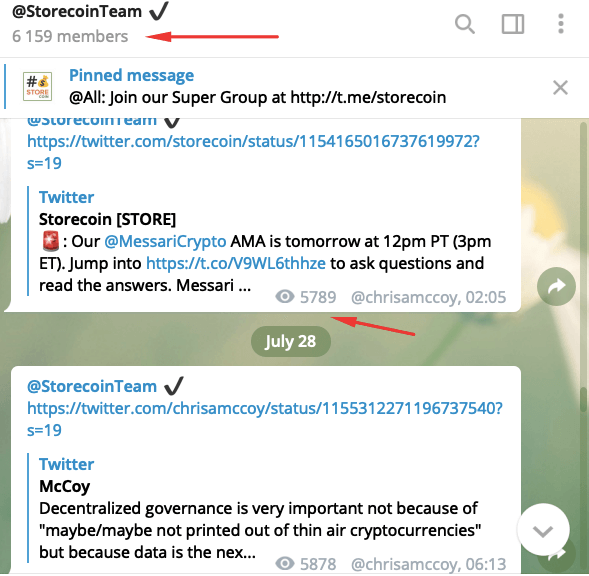 @StorecoinTeam ✔
6 159 members
Pinned message
@All: Join our Super Group at http://t.me/storecoin
#💰
STORE
COIN
@StorecoinTeam ✔
https://twitter.com/storecoin/status/1154165016737619972?
s=19
Twitter
Storecoin [STORE]
🚨: Our @MessariCrypto AMA is tomorrow at 12pm PT (3pm
ET). Jump into https://t.co/V9WL6thhze to ask questions and
read the answers. Messari ...
5789 @chrisamccoy, 02:05
July 28
@StorecoinTeam ✔
https://twitter.com/chrisamccoy/status/1155312271196737540?
s=19
Twitter
McCoy
Decentralized governance is very important not because of
"maybe/maybe not printed out of thin air cryptocurrencies"
but because data is the nex...
5878 @chrisamccoy, 06:13